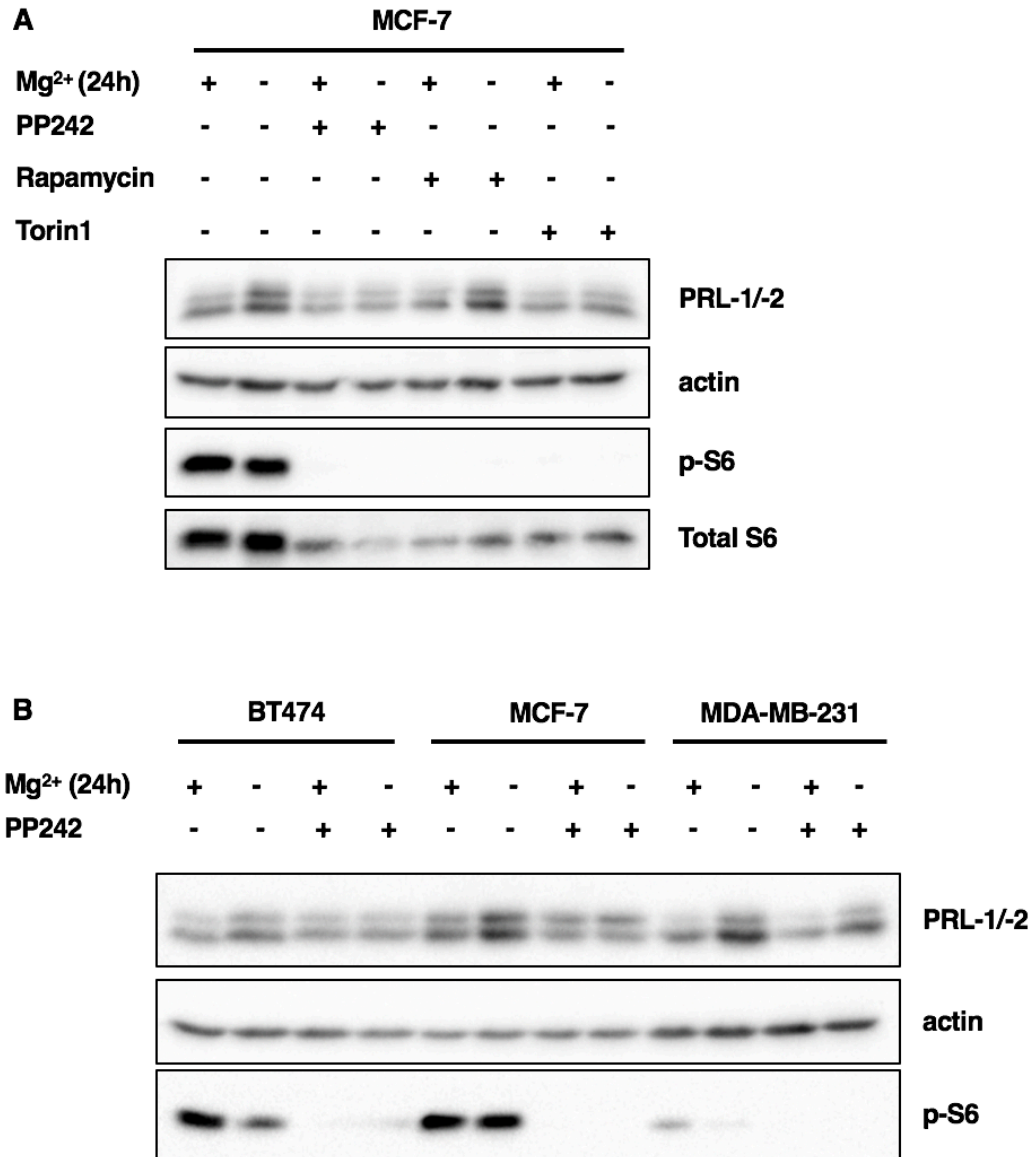 A
MCF-7
Mg²⁺ (24h) + - + - + - + -
PP242 - - + + - - - -
Rapamycin - - - - + + - -
Torin1 - - - - - - + +
PRL-1/-2
actin
p-S6
Total S6
B
BT474 MCF-7 MDA-MB-231
Mg²⁺ (24h) + - + - + - + - + - + -
PP242 - - + + - - + + - - + +
PRL-1/-2
actin
p-S6